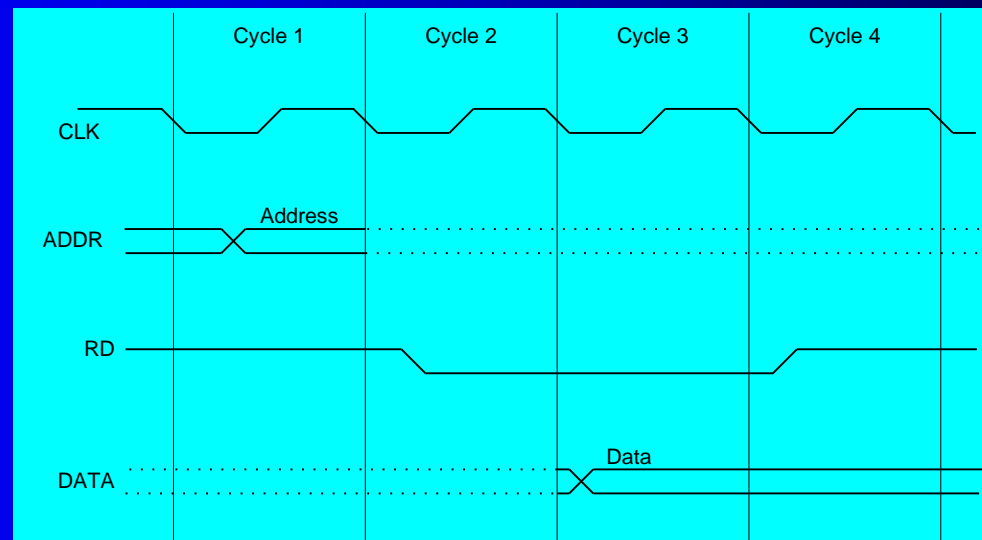 Cycle 1 Cycle 2 Cycle 3 Cycle 4
CLK
Address
ADDR
RD
Data
DATA